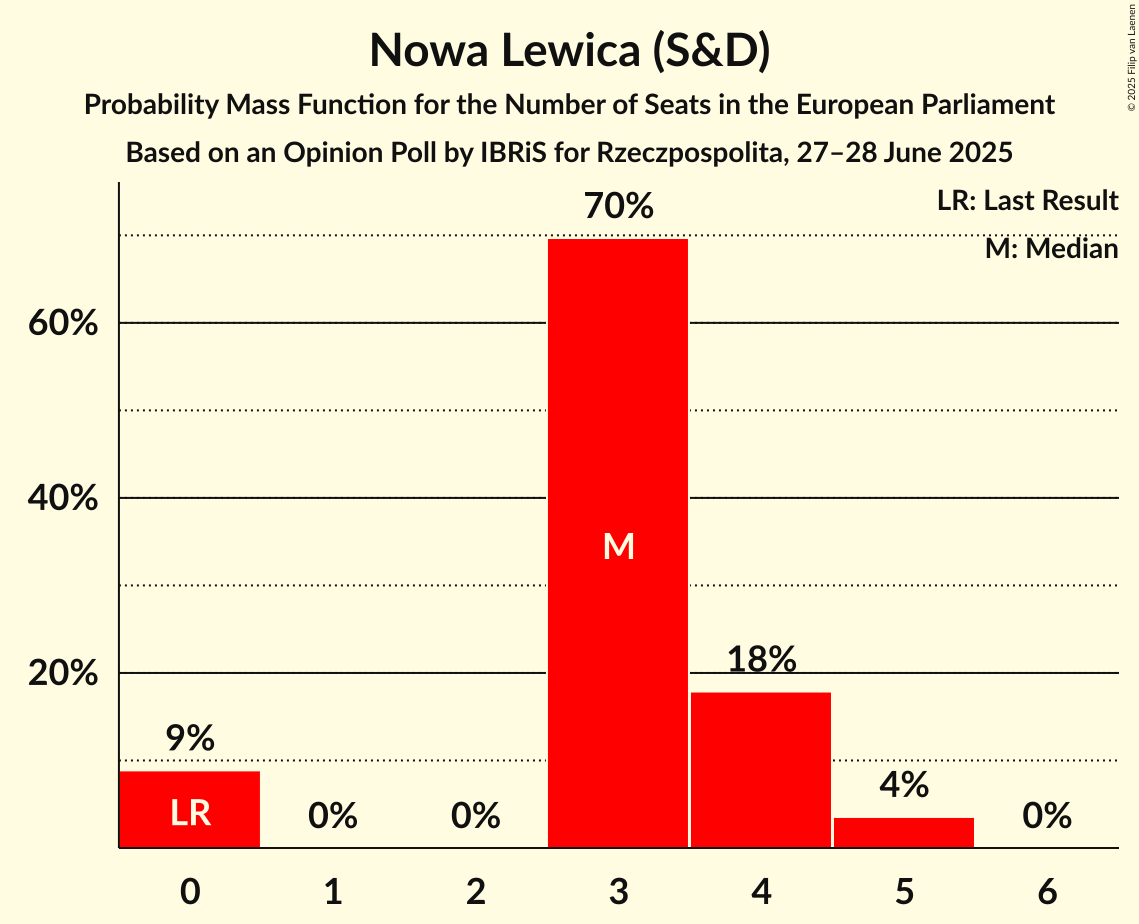 Nowa Lewica (S&D)
Probability Mass Function for the Number of Seats in the European Parliament
Based on an Opinion Poll by IBRiS for Rzeczpospolita, 27–28 June 2025
© 2025 Filip van Laenen
LR: Last Result
M: Median
70%
60%
40%
M
20%
18%
9%
LR
0%
0%
4%
0%
0
1
2
3
4
5
6